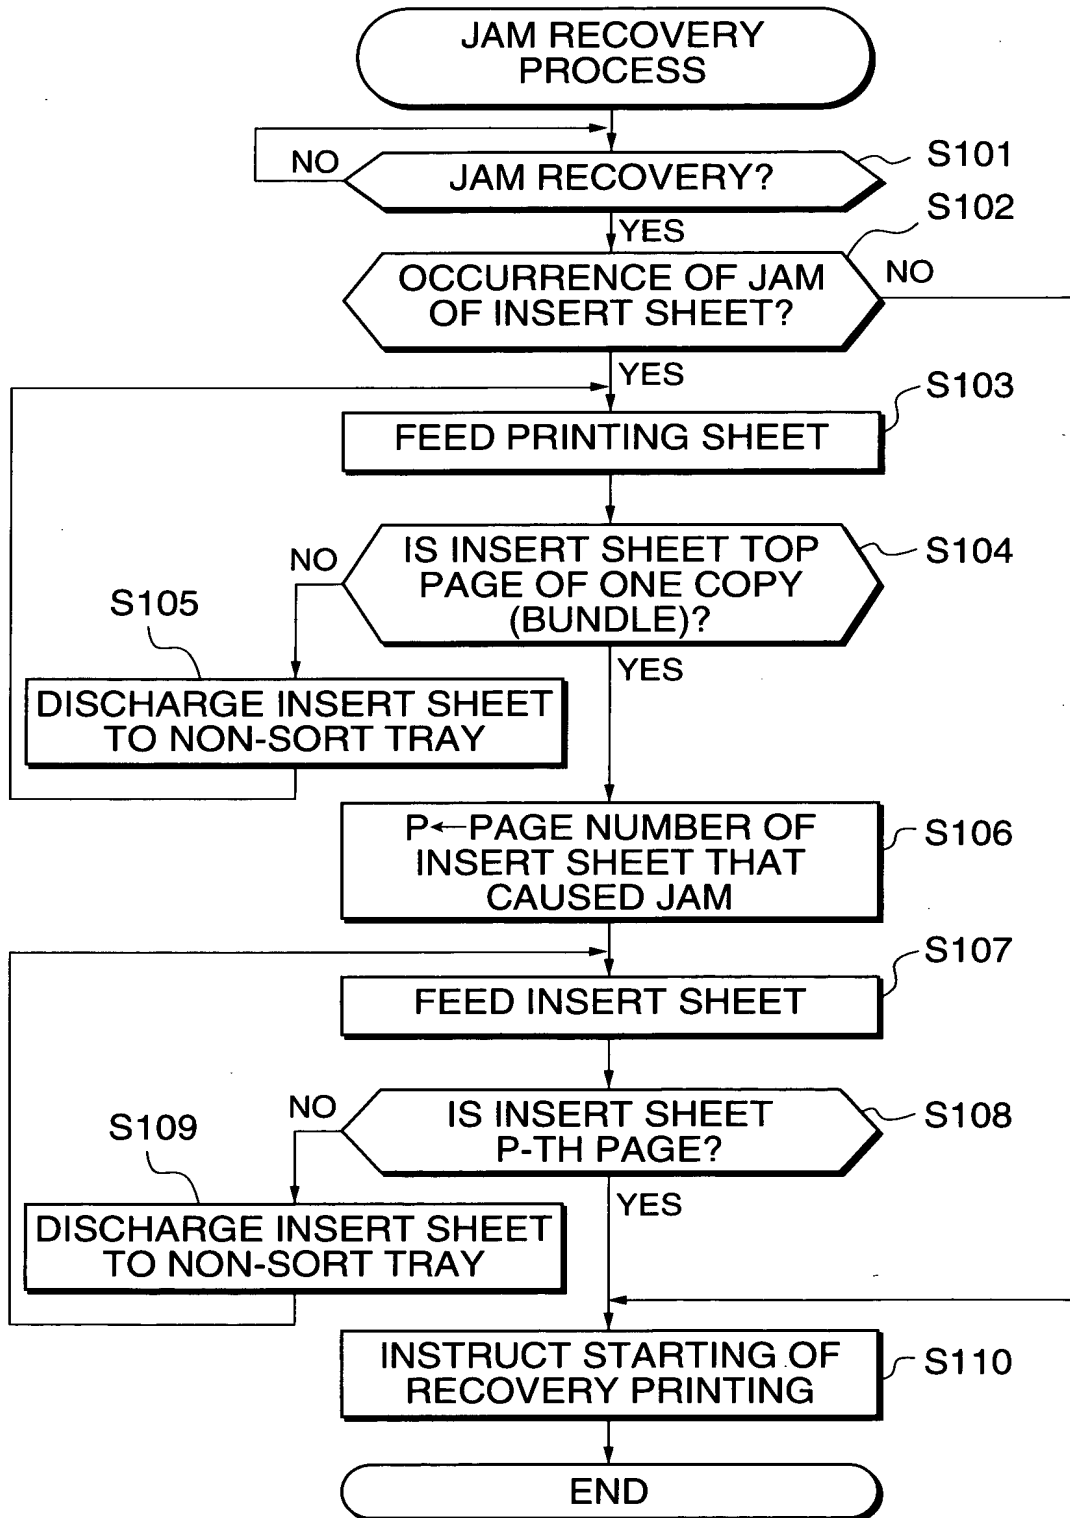 JAM RECOVERY
PROCESS
NO
JAM RECOVERY?
S101
YES
S102
OCCURRENCE OF JAM
OF INSERT SHEET?
NO
YES
S103
FEED PRINTING SHEET
NO
IS INSERT SHEET TOP
PAGE OF ONE COPY
(BUNDLE)?
S104
S105
YES
DISCHARGE INSERT SHEET
TO NON-SORT TRAY
P←PAGE NUMBER OF
INSERT SHEET THAT
CAUSED JAM
S106
S107
FEED INSERT SHEET
NO
IS INSERT SHEET
P-TH PAGE?
S108
S109
YES
DISCHARGE INSERT SHEET
TO NON-SORT TRAY
INSTRUCT STARTING OF
RECOVERY PRINTING
S110
END